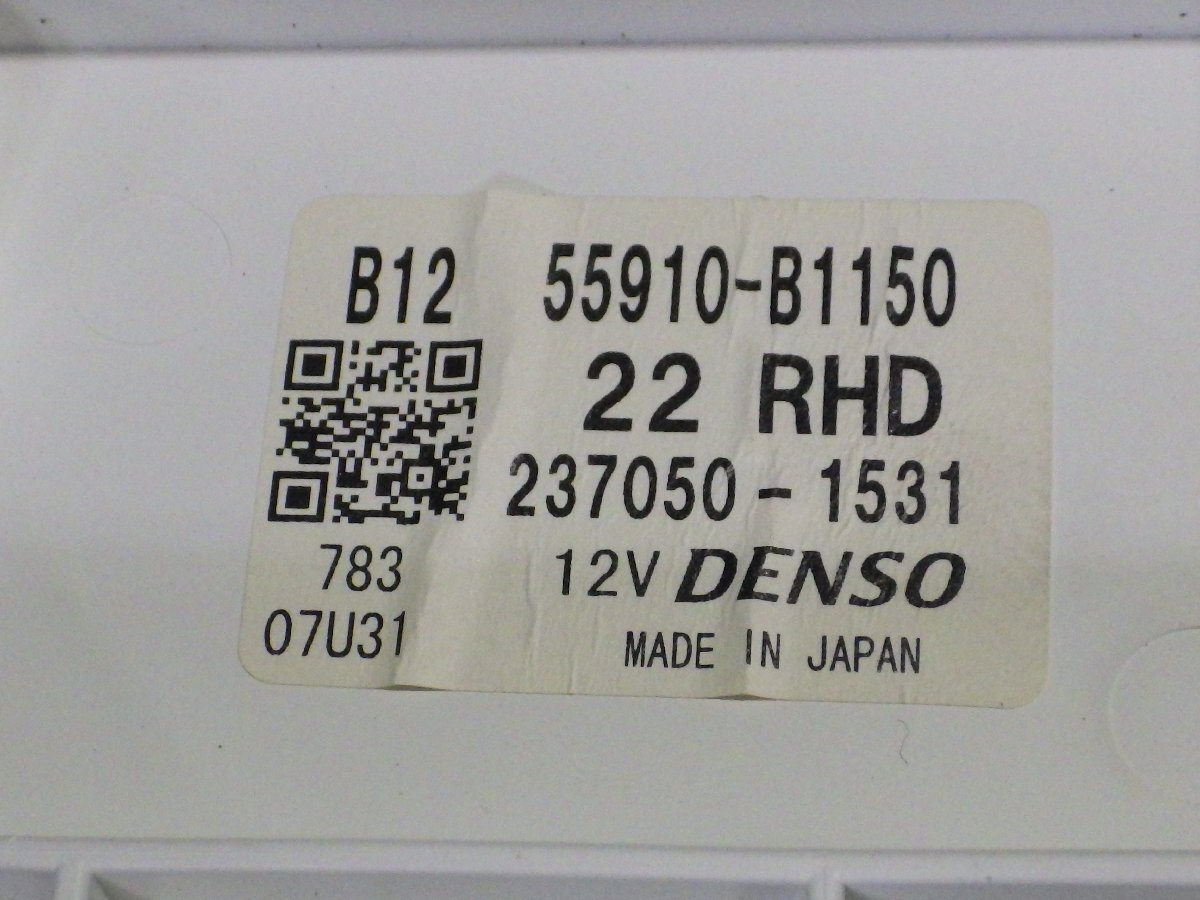 B12 55910-B1150
22 RHD
237050-1531
783 12V DENSO
07U31 MADE IN JAPAN